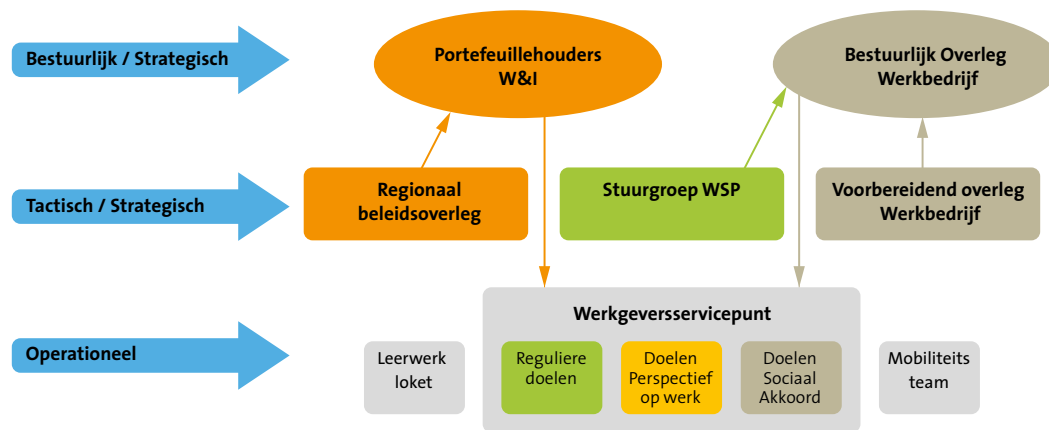 Bestuurlijk / Strategisch
Portefeuillehouders
W&I
Bestuurlijk Overleg
Werkbedrijf
Tactisch / Strategisch
Regionaal
beleidsoverleg
Stuurgroep WSP
Voorbereidend overleg
Werkbedrijf
Operationeel
Werkgeversservicepunt
Leerwerk
loket
Reguliere
doelen
Doelen
Perspectief
op werk
Doelen
Sociaal
Akkoord
Mobiliteits
team